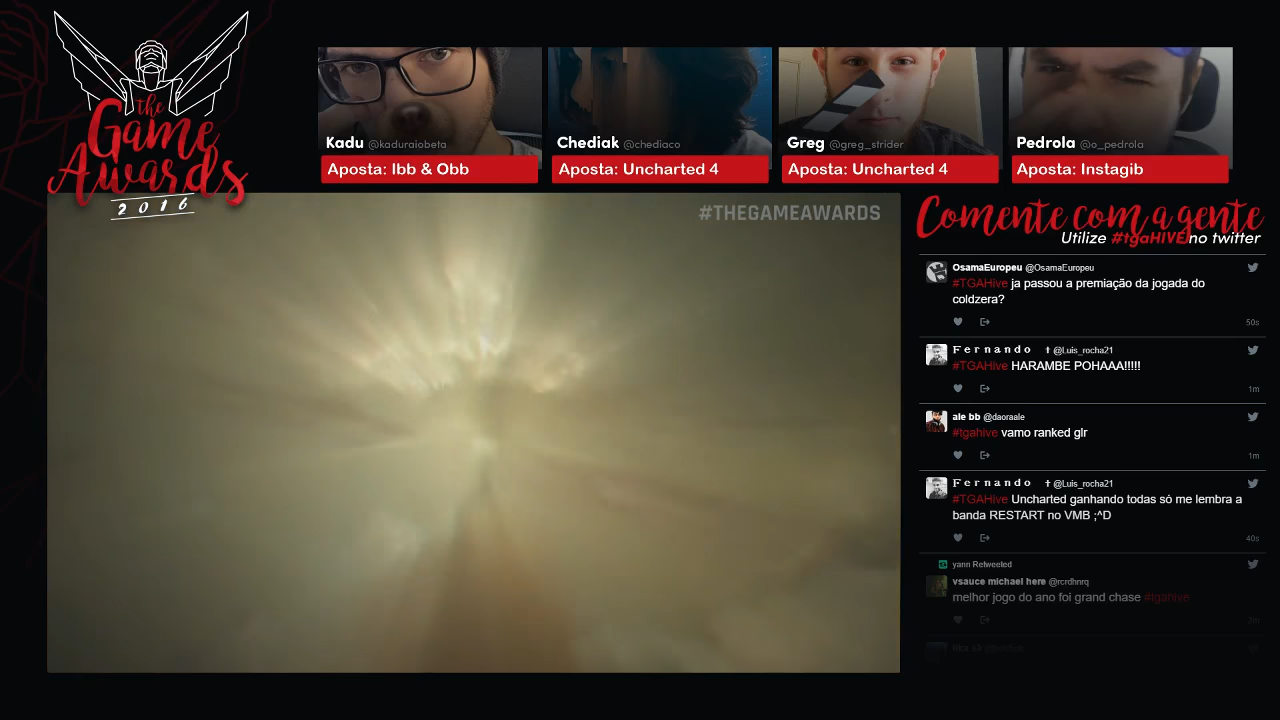 the
Game
Awards
2016
Kadu @kaduraiobeta
Aposta: Ibb & Obb
Chediak @chediaco
Aposta: Uncharted 4
Greg @greg_strider
Aposta: Uncharted 4
Pedrola @o_pedrola
Aposta: Instagib
#THEGAMEAWARDS
Comente com a gente
Utilize #tgaHIVE no twitter
OsamaEuropeu @OsamaEuropeu
#TGAHive ja passou a premiação da jogada do
coldzera?
50s
Fernando ✝ @Luis_rocha21
#TGAHive HARAMBE POHAAA!!!!!
1m
ale bb @daoraale
#tgahive vamo ranked glr
1m
Fernando ✝ @Luis_rocha21
#TGAHive Uncharted ganhando todas só me lembra a
banda RESTART no VMB ;^D
40s
yann Retweeted
vsauce michael here @rcrdhnrq
melhor jogo do ano foi grand chase #tgahive